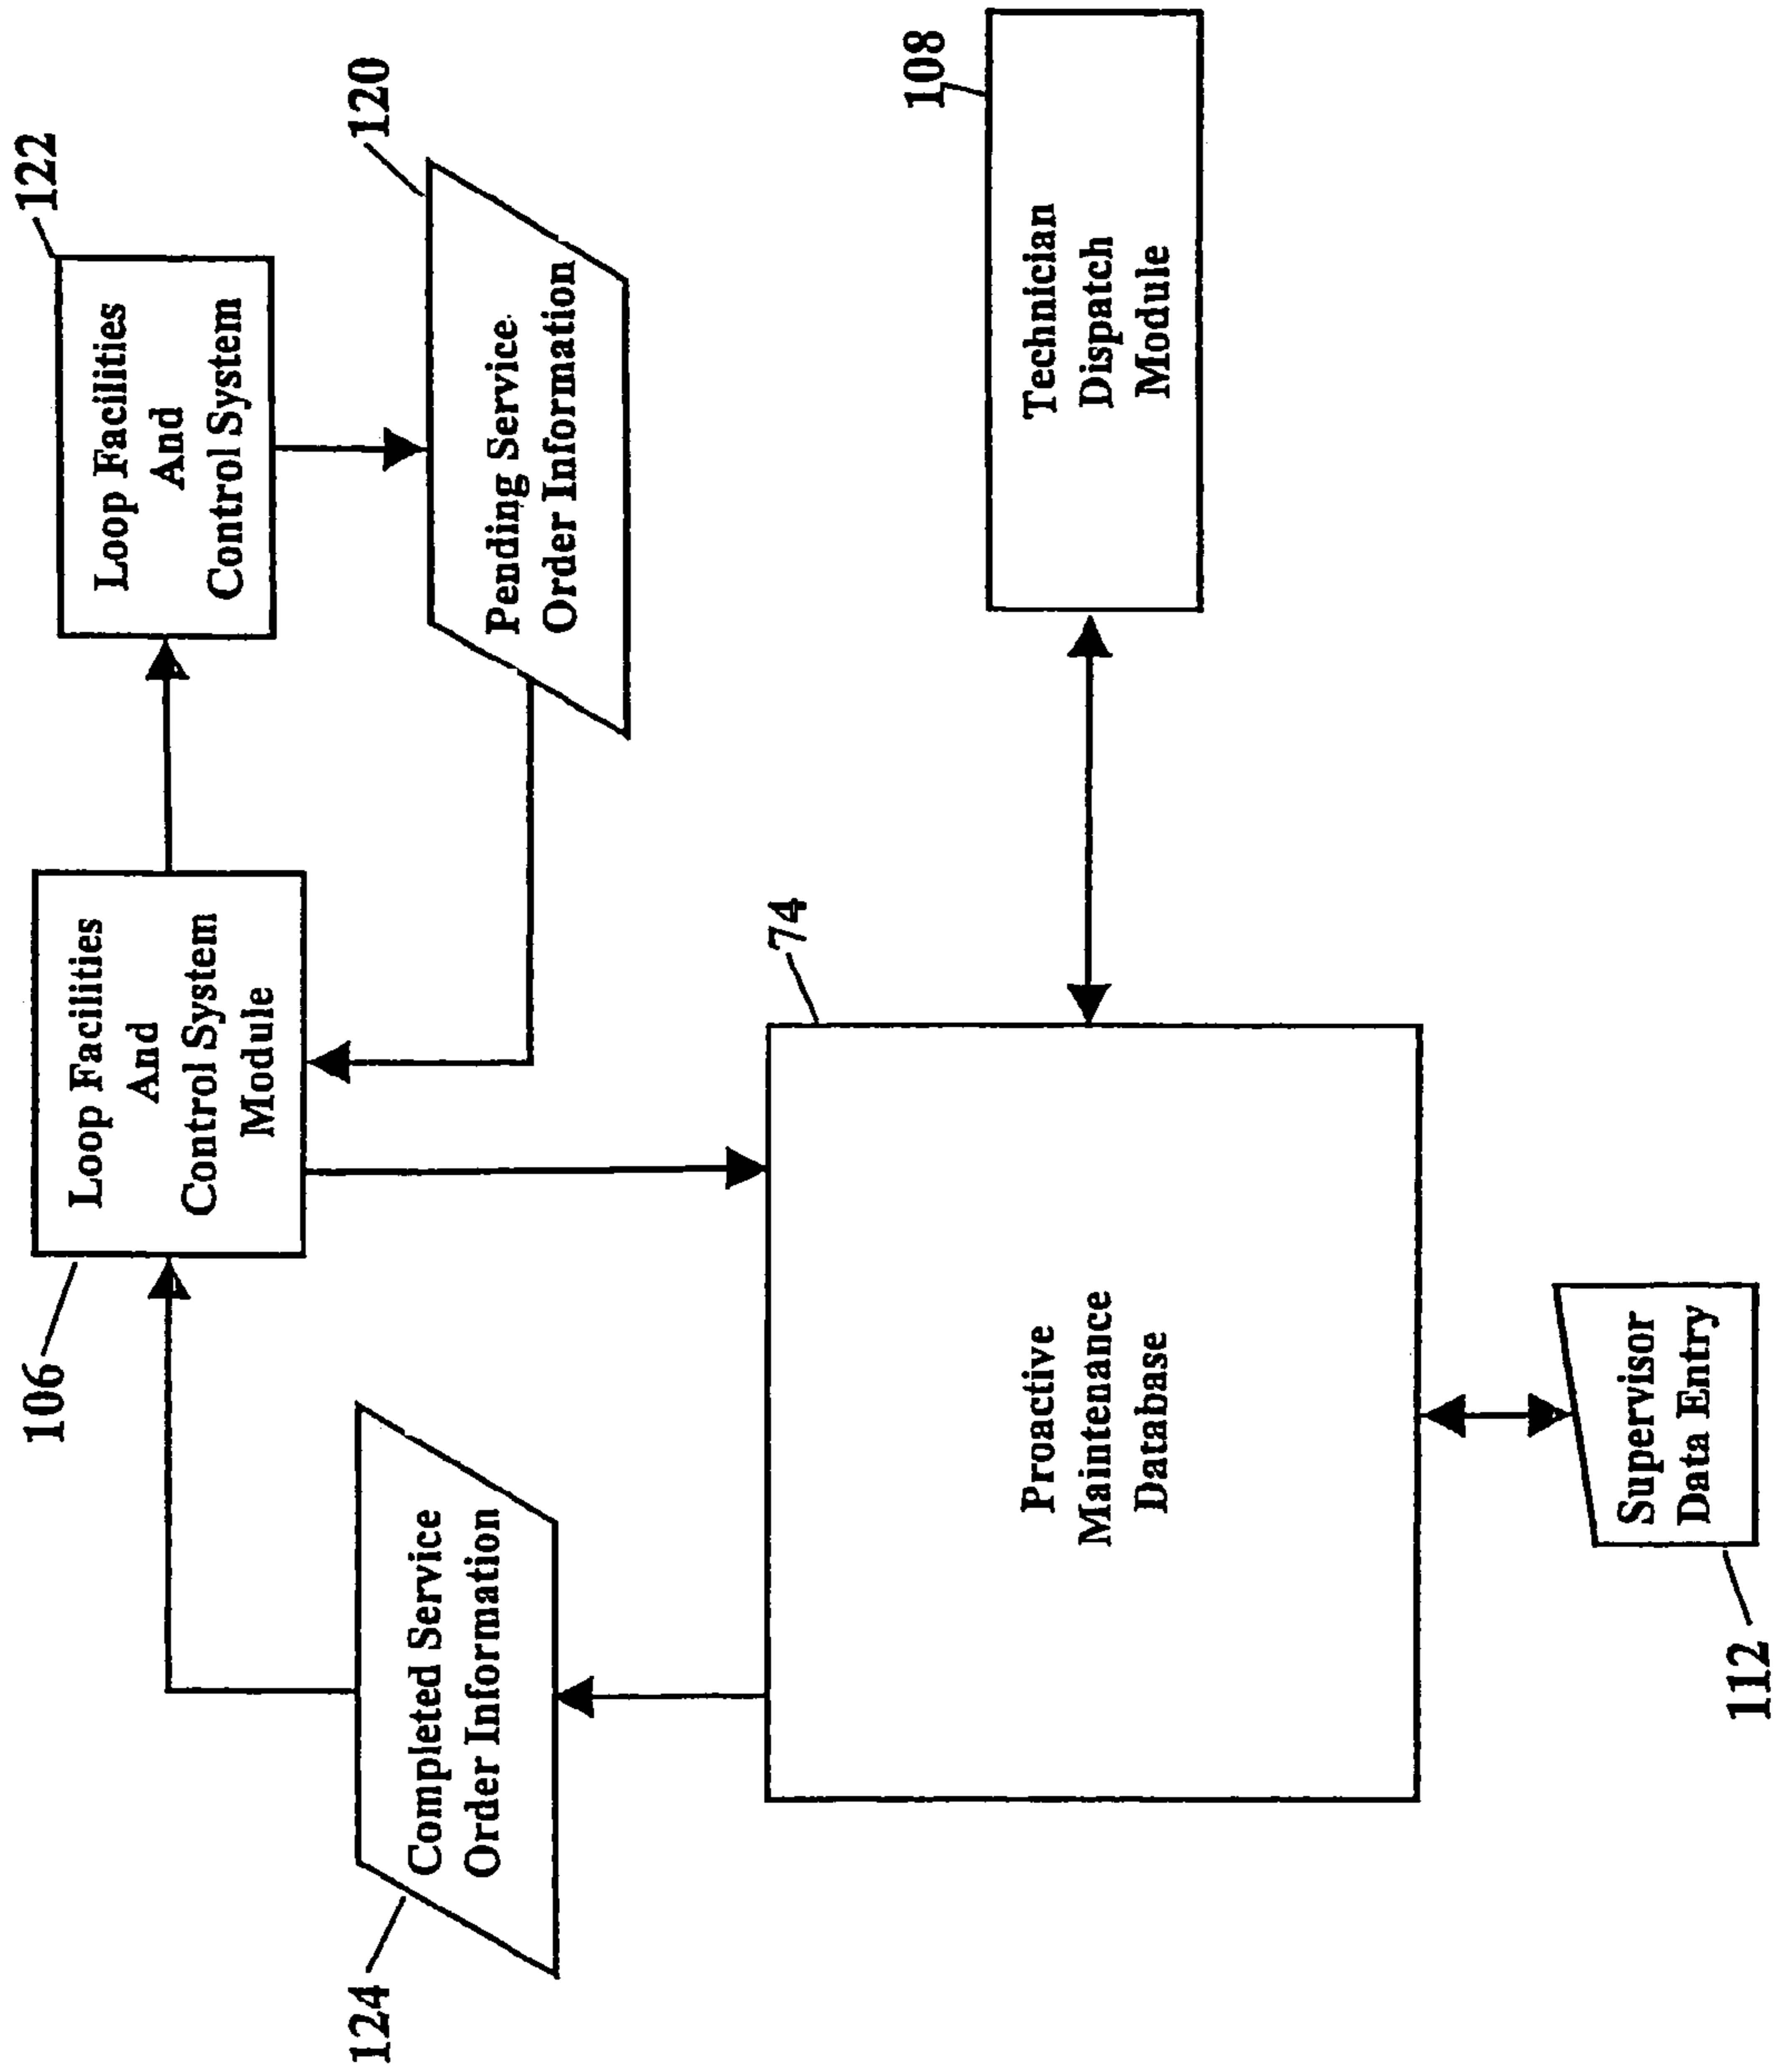 106
Loop Facilities
And
Control System
Module
122
Loop Facilities
And
Control System
124
Completed Service
Order Information
120
Pending Service
Order Information
74
Proactive
Maintenance
Database
108
Technician
Dispatch
Module
112
Supervisor
Data Entry